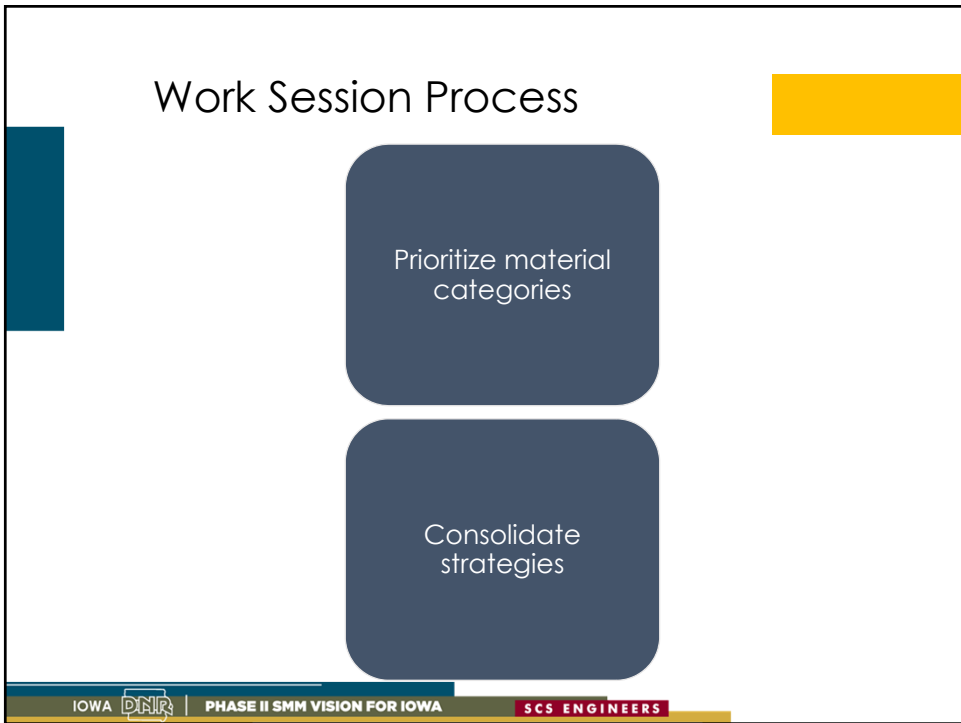 Work Session Process
Prioritize material
categories
Consolidate
strategies
IOWA DNR | PHASE II SMM VISION FOR IOWA SCS ENGINEERS